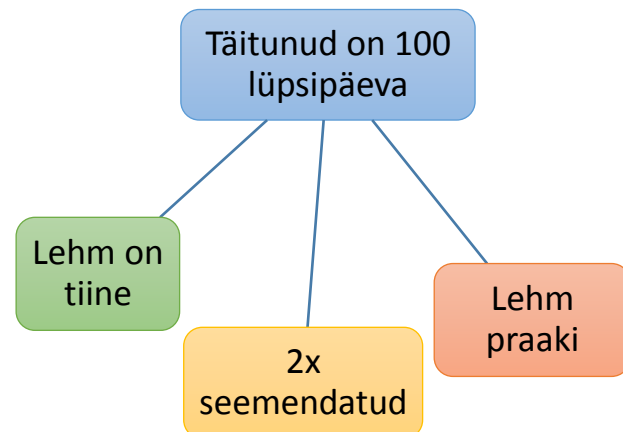 Täitunud on 100
lüpsipäeva
Lehm on
tiine
2x
seemendatud
Lehm
praaki